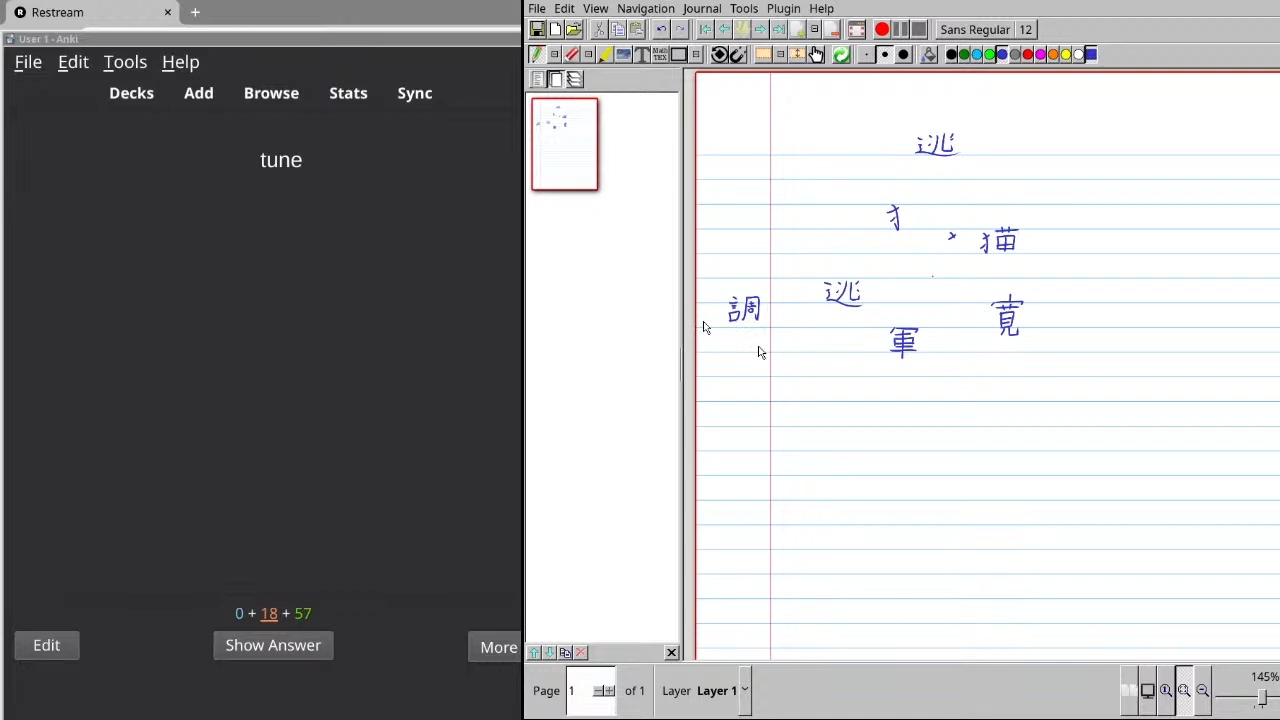 Restream
User 1 - Anki
File Edit Tools Help
Decks Add Browse Stats Sync
tune
0 + 18 + 57
Edit Show Answer More
File Edit View Navigation Journal Tools Plugin Help
Sans Regular 12
逃
犭
猫
逃
調
寛
軍
Page 1 of 1 Layer Layer 1
145%